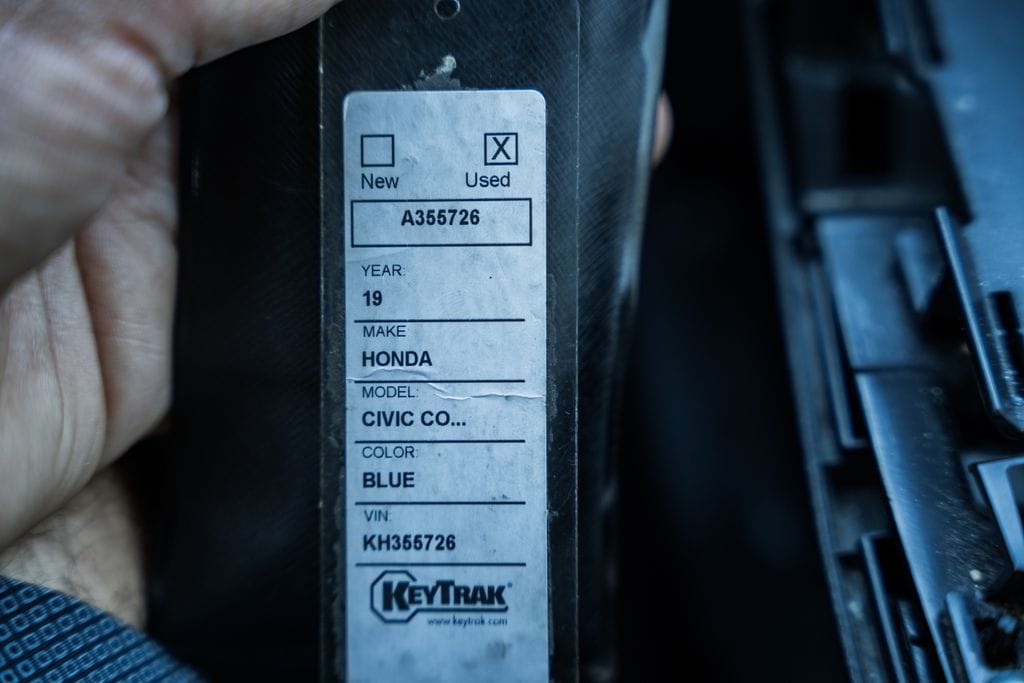 X
New Used
A355726
YEAR:
19
MAKE
HONDA
MODEL:
CIVIC CO...
COLOR:
BLUE
VIN:
KH355726
KEYTRAK®
www.keytrak.com